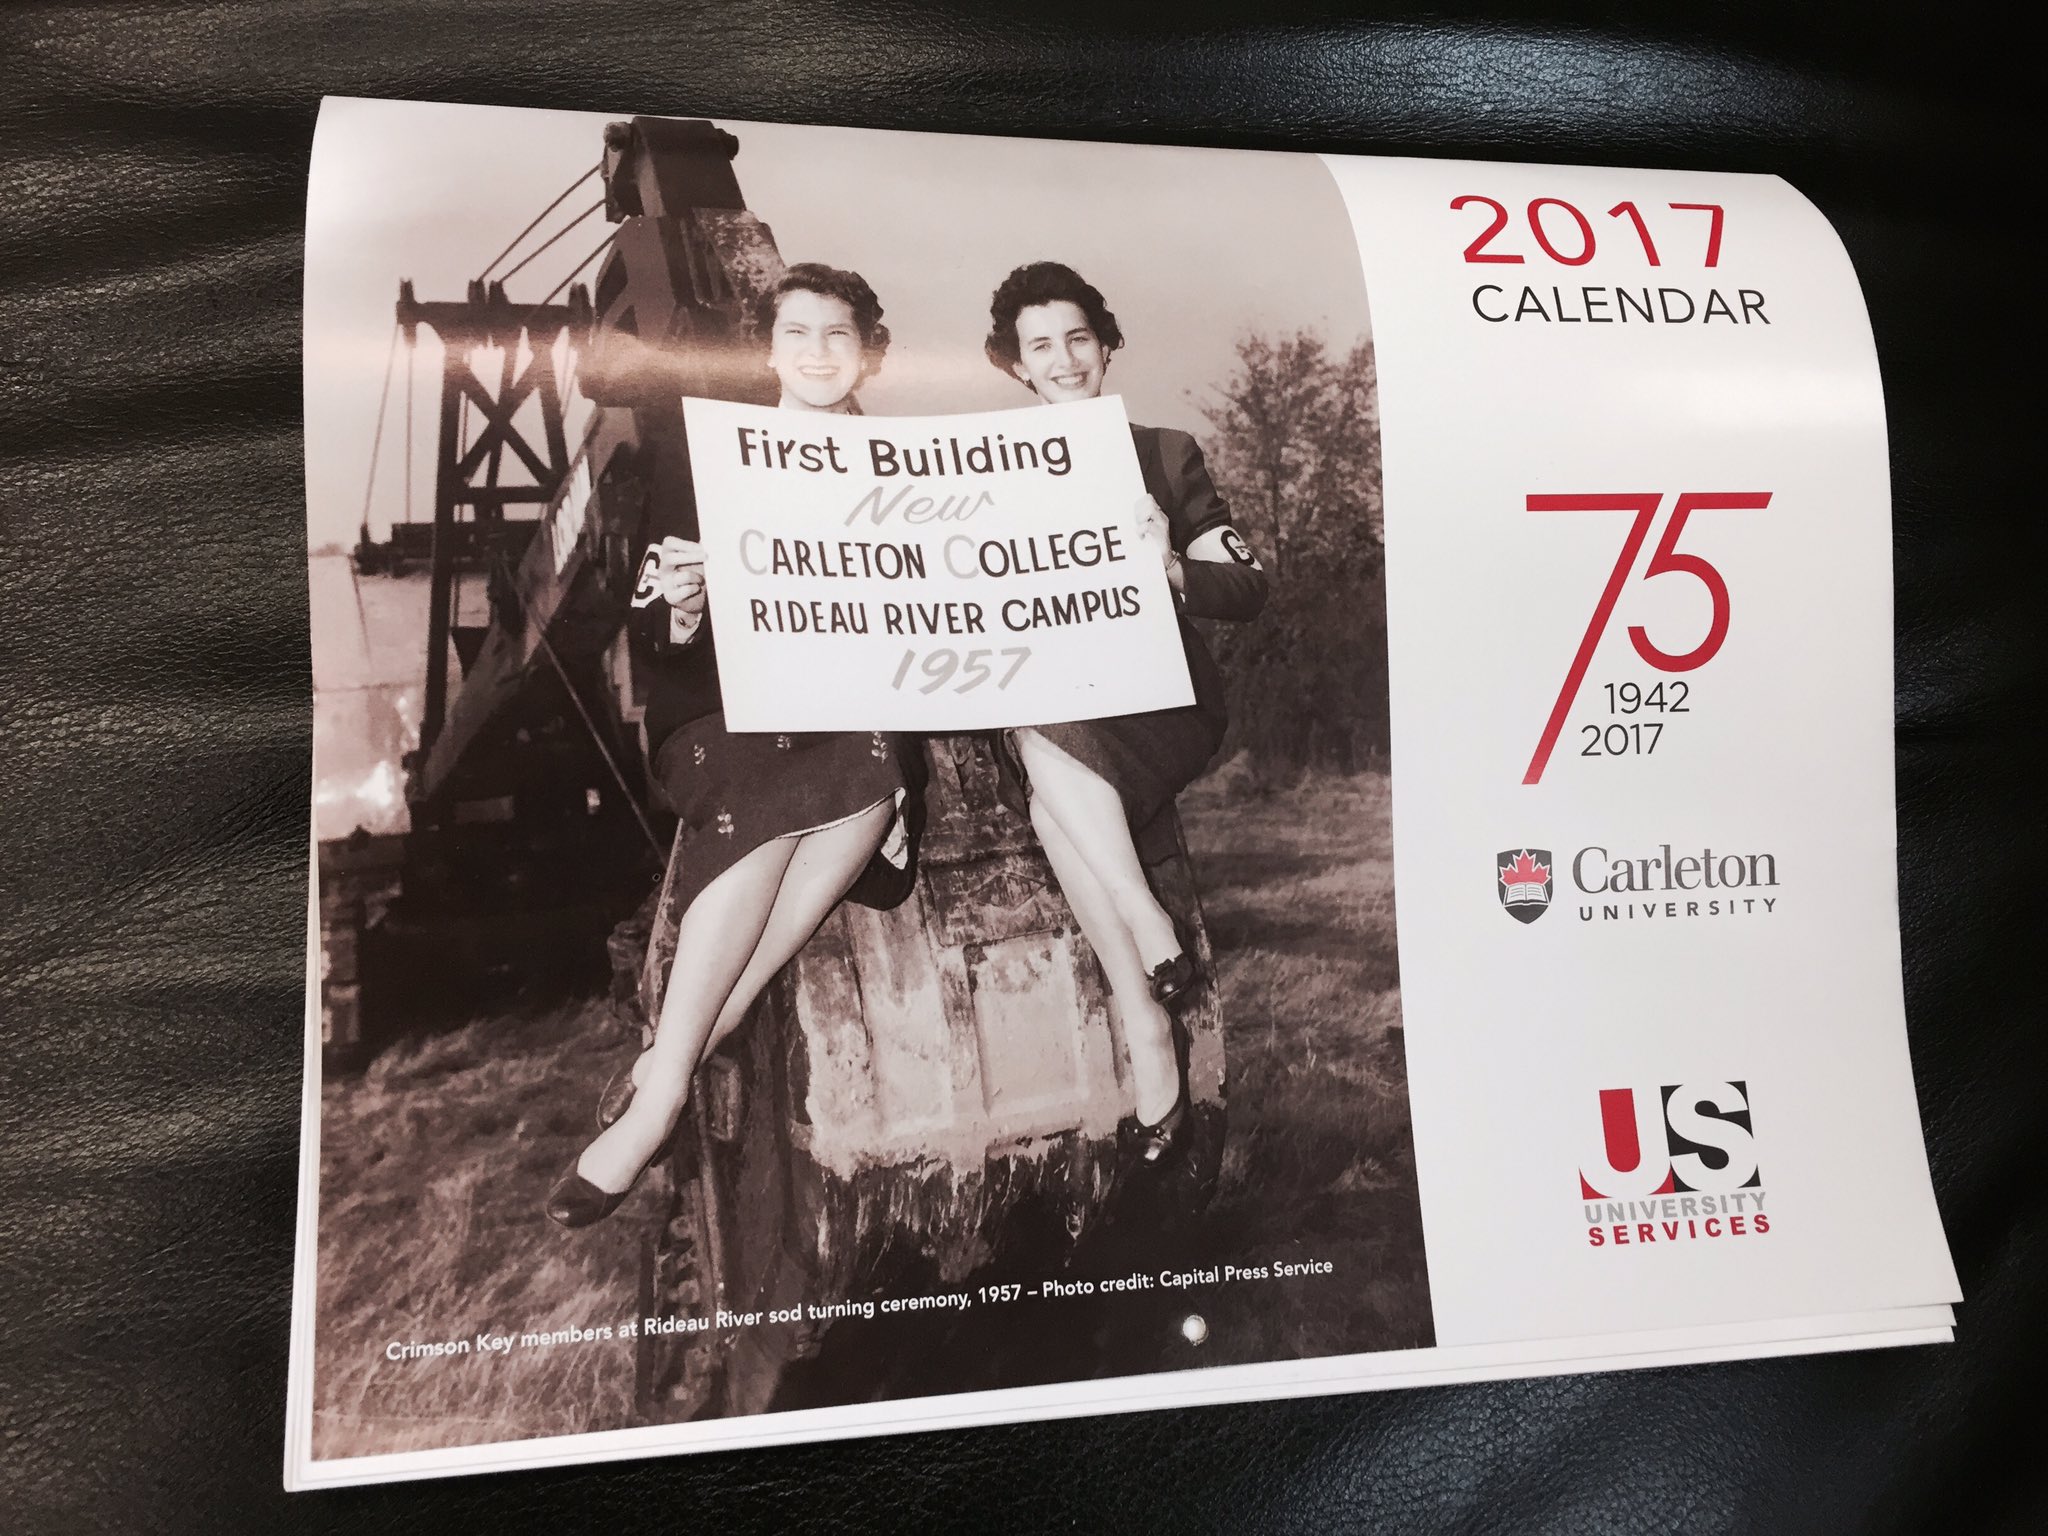 2017
CALENDAR
First Building
New
CARLETON COLLEGE
RIDEAU RIVER CAMPUS
1957
C
C
75
1942
2017
Carleton
UNIVERSITY
US
UNIVERSITY
SERVICES
Crimson Key members at Rideau River sod turning ceremony, 1957 – Photo credit: Capital Press Service